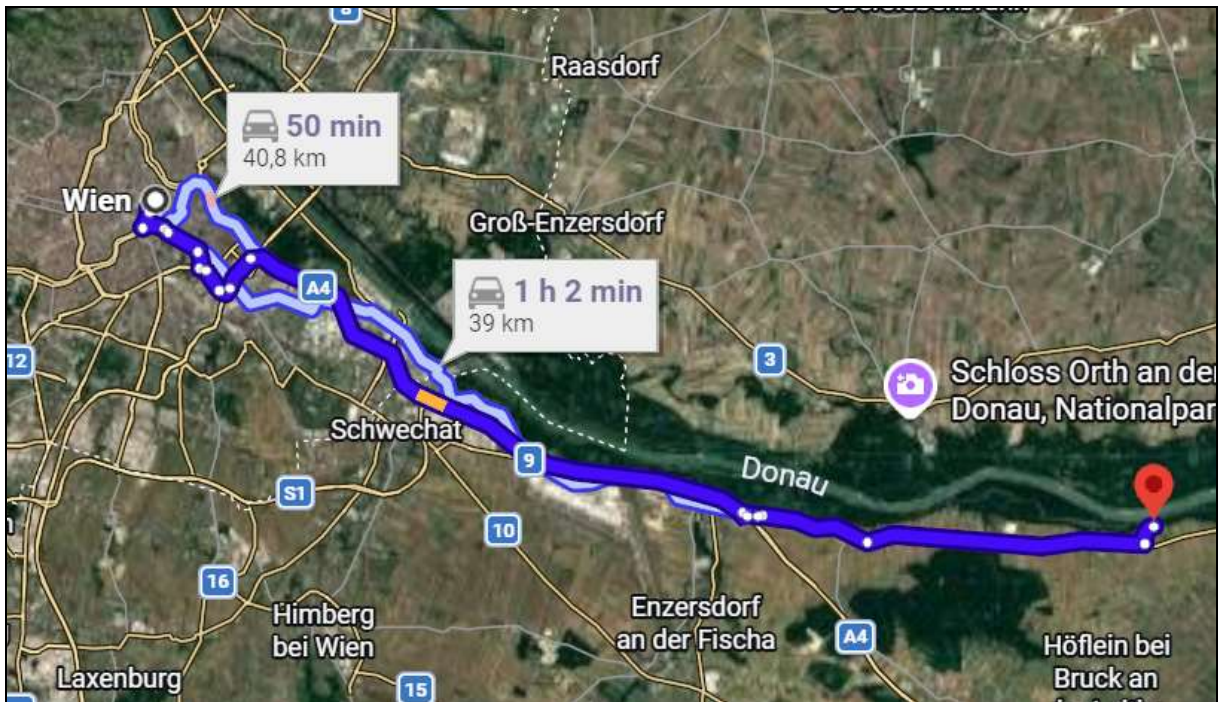 8
Raasdorf
50 min
40,8 km
Wien
Groß-Enzersdorf
A4
1 h 2 min
39 km
12
3
Schloss Orth an der
Donau, Nationalpar
Schwechat
9
Donau
S1
10
16
Himberg
bei Wien
Enzersdorf
an der Fischa
A4
Höflein bei
Bruck an
Laxenburg
15